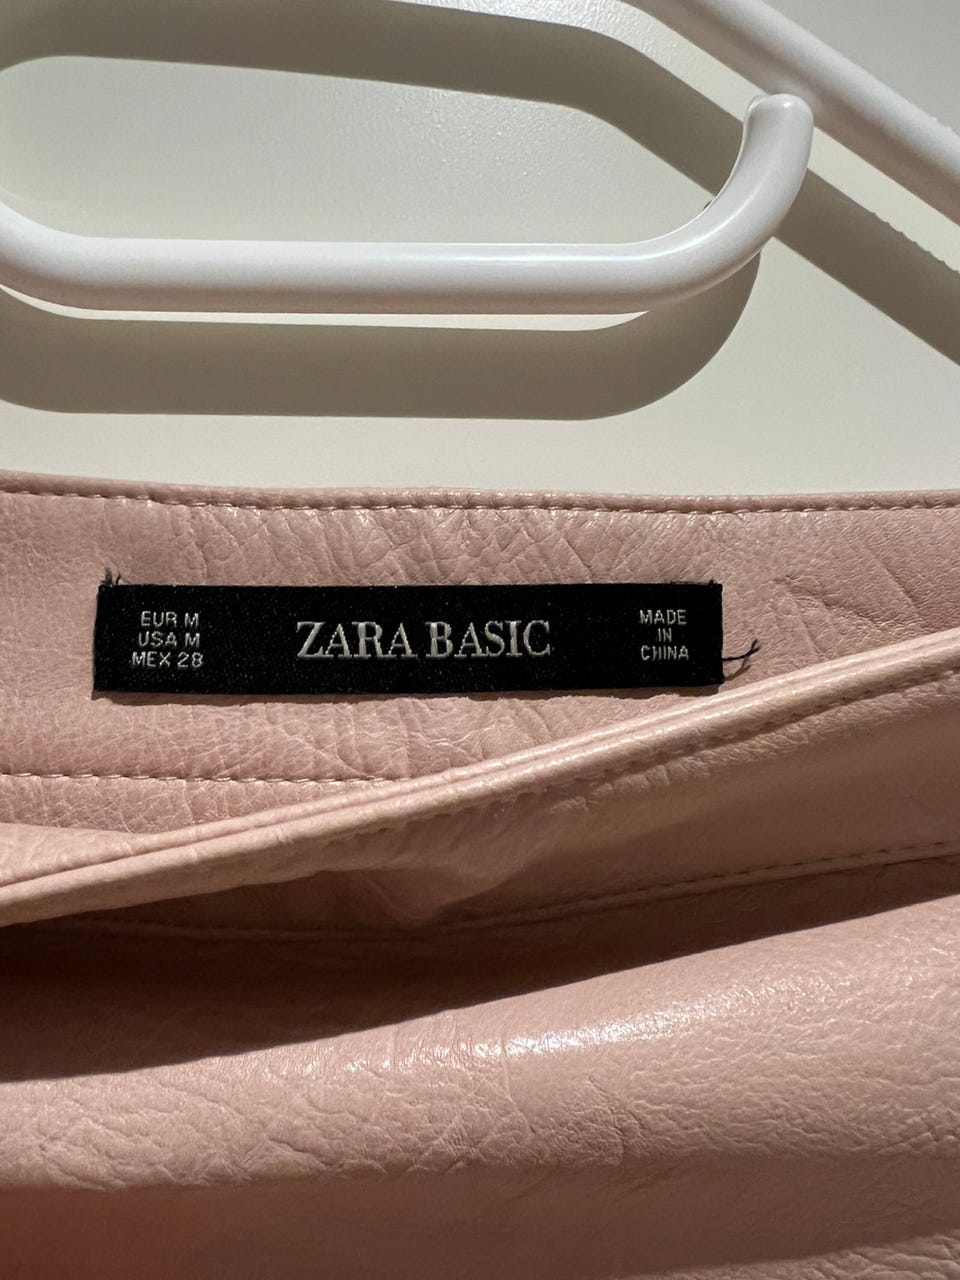 EUR M
USA M
MEX 28
ZARA BASIC
MADE
IN
CHINA